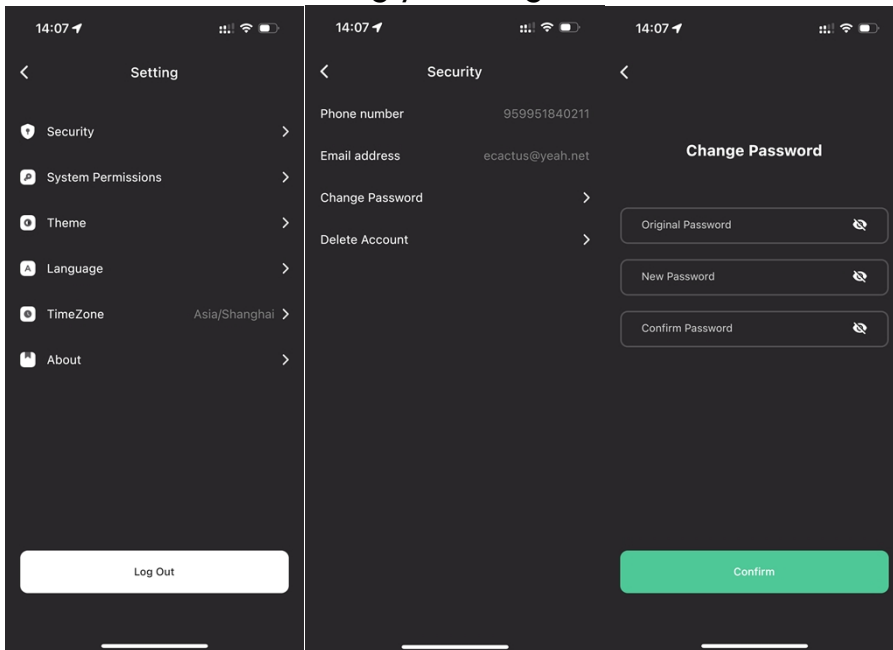 14:07
Setting
Security
System Permissions
Theme
Language
TimeZone Asia/Shanghai
About
Log Out
14:07
Security
Phone number 959951840211
Email address ecactus@yeah.net
Change Password
Delete Account
14:07
Change Password
Original Password
New Password
Confirm Password
Confirm